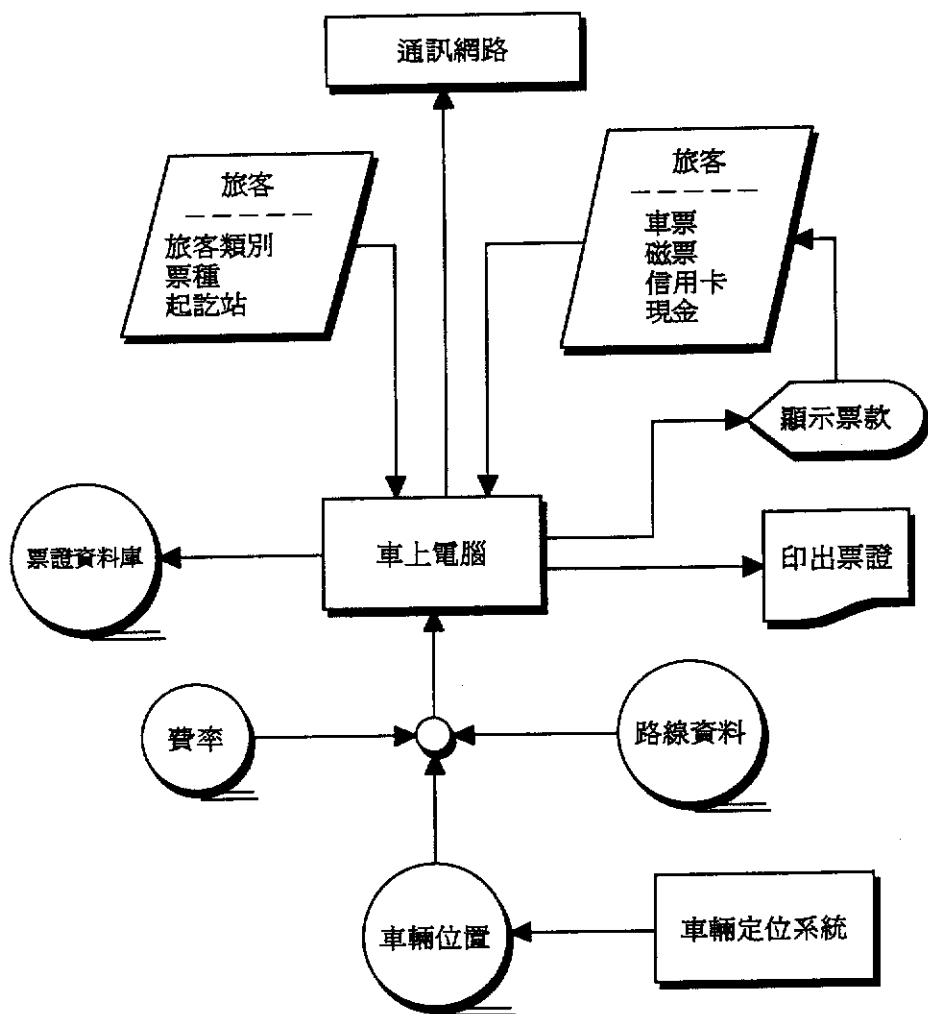 通訊網路
旅客
旅客類別
票種
起訖站
旅客
車票
磁票
信用卡
現金
顯示票款
票證資料庫
車上電腦
印出票證
費率
路線資料
車輛位置
車輛定位系統